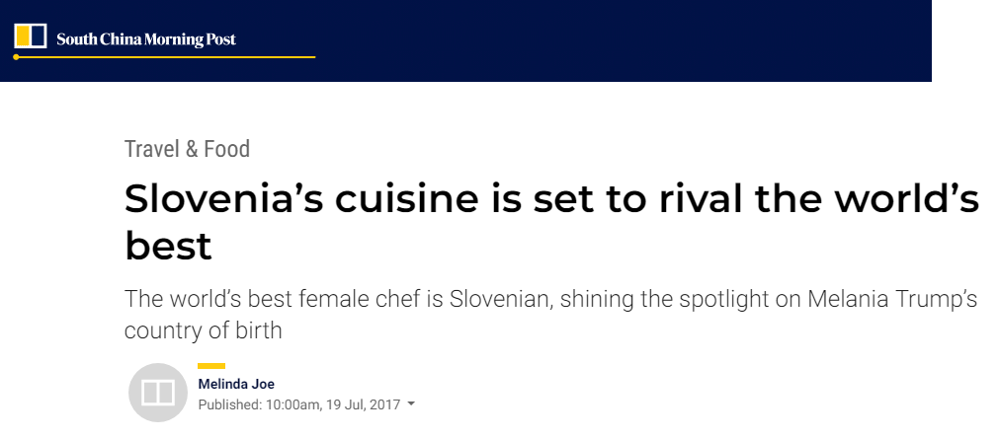 South China Morning Post
Travel & Food
Slovenia’s cuisine is set to rival the world’s
best
The world’s best female chef is Slovenian, shining the spotlight on Melania Trump’s
country of birth
Melinda Joe
Published: 10:00am, 19 Jul, 2017